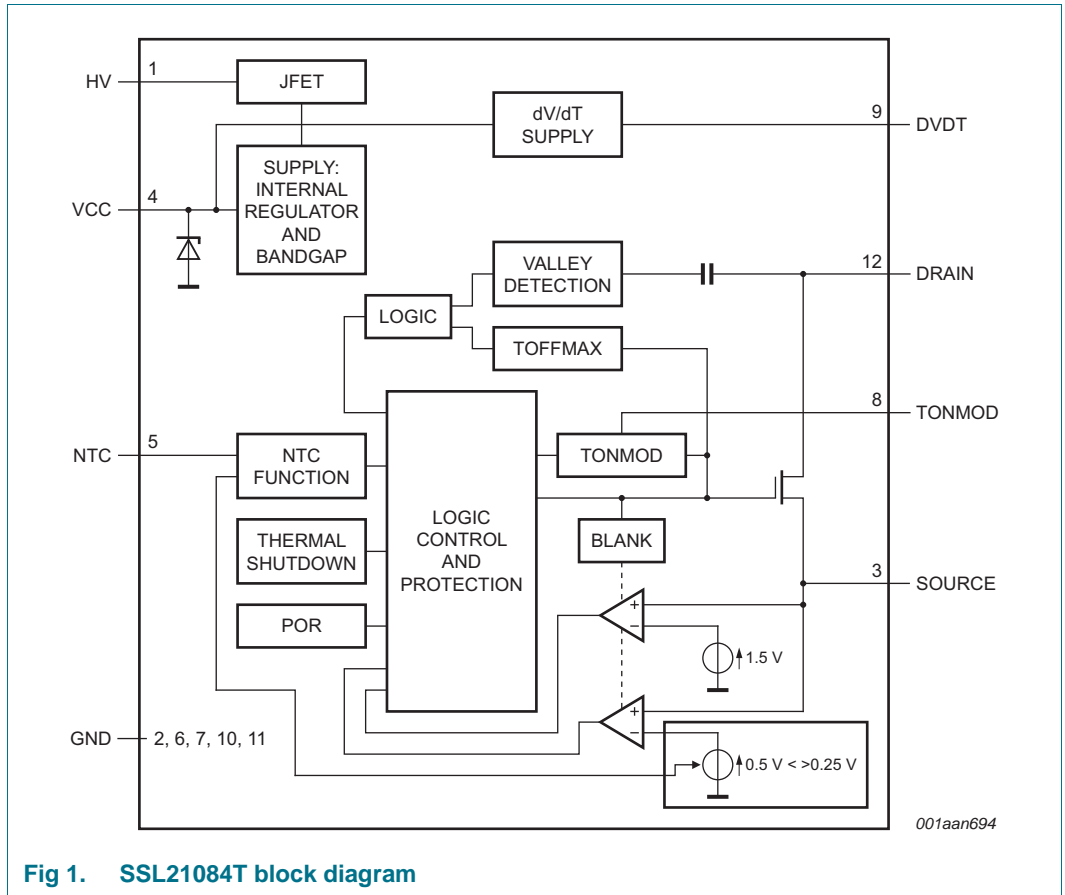 HV
1
JFET
dV/dT
SUPPLY
9
DVDT
SUPPLY:
INTERNAL
REGULATOR
AND
BANDGAP
VCC
4
VALLEY
DETECTION
12
DRAIN
LOGIC
TOFFMAX
8
TONMOD
NTC
5
NTC
FUNCTION
TONMOD
LOGIC
CONTROL
AND
PROTECTION
THERMAL
SHUTDOWN
BLANK
3
SOURCE
POR
+
−
1.5 V
+
−
GND
2, 6, 7, 10, 11
0.5 V < >0.25 V
001aan694
Fig 1. SSL21084T block diagram